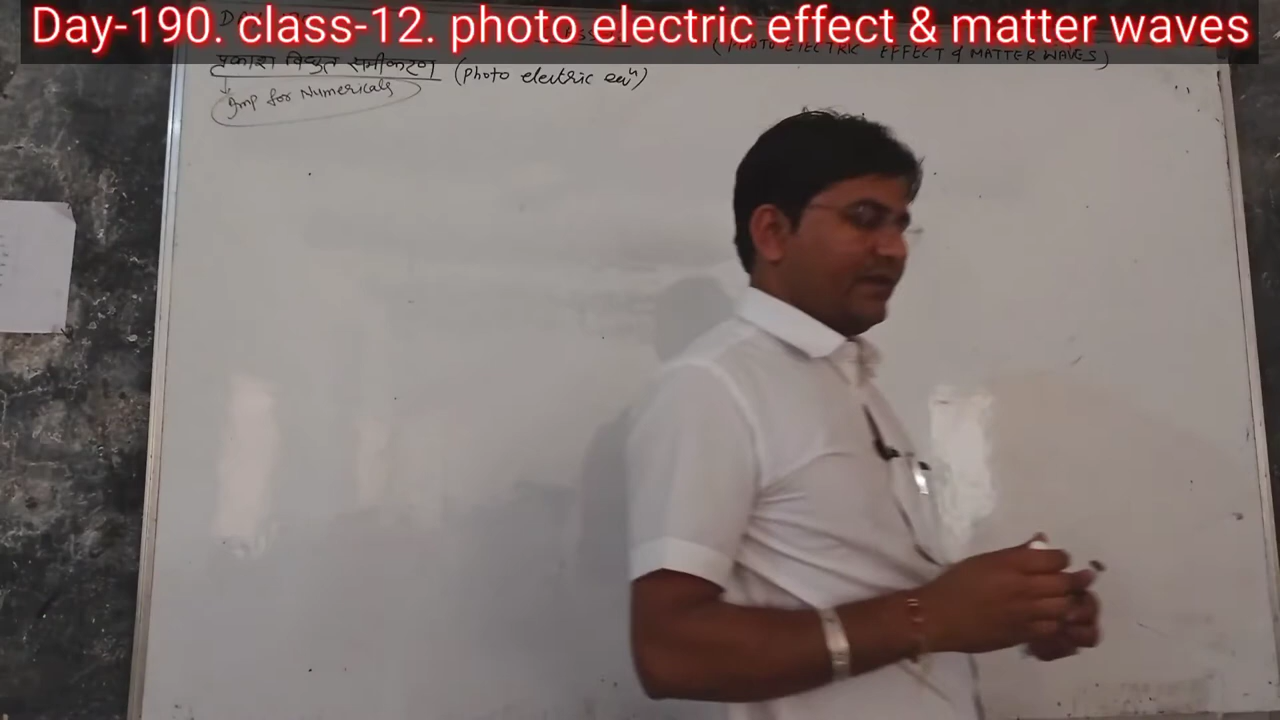 Day-190. class-12. photo electric effect & matter waves
(PHOTO ELECTRIC EFFECT & MATTER WAVES)
प्रकाश विद्युत समीकरण (photo electric eqⁿ)
Imp for Numericals